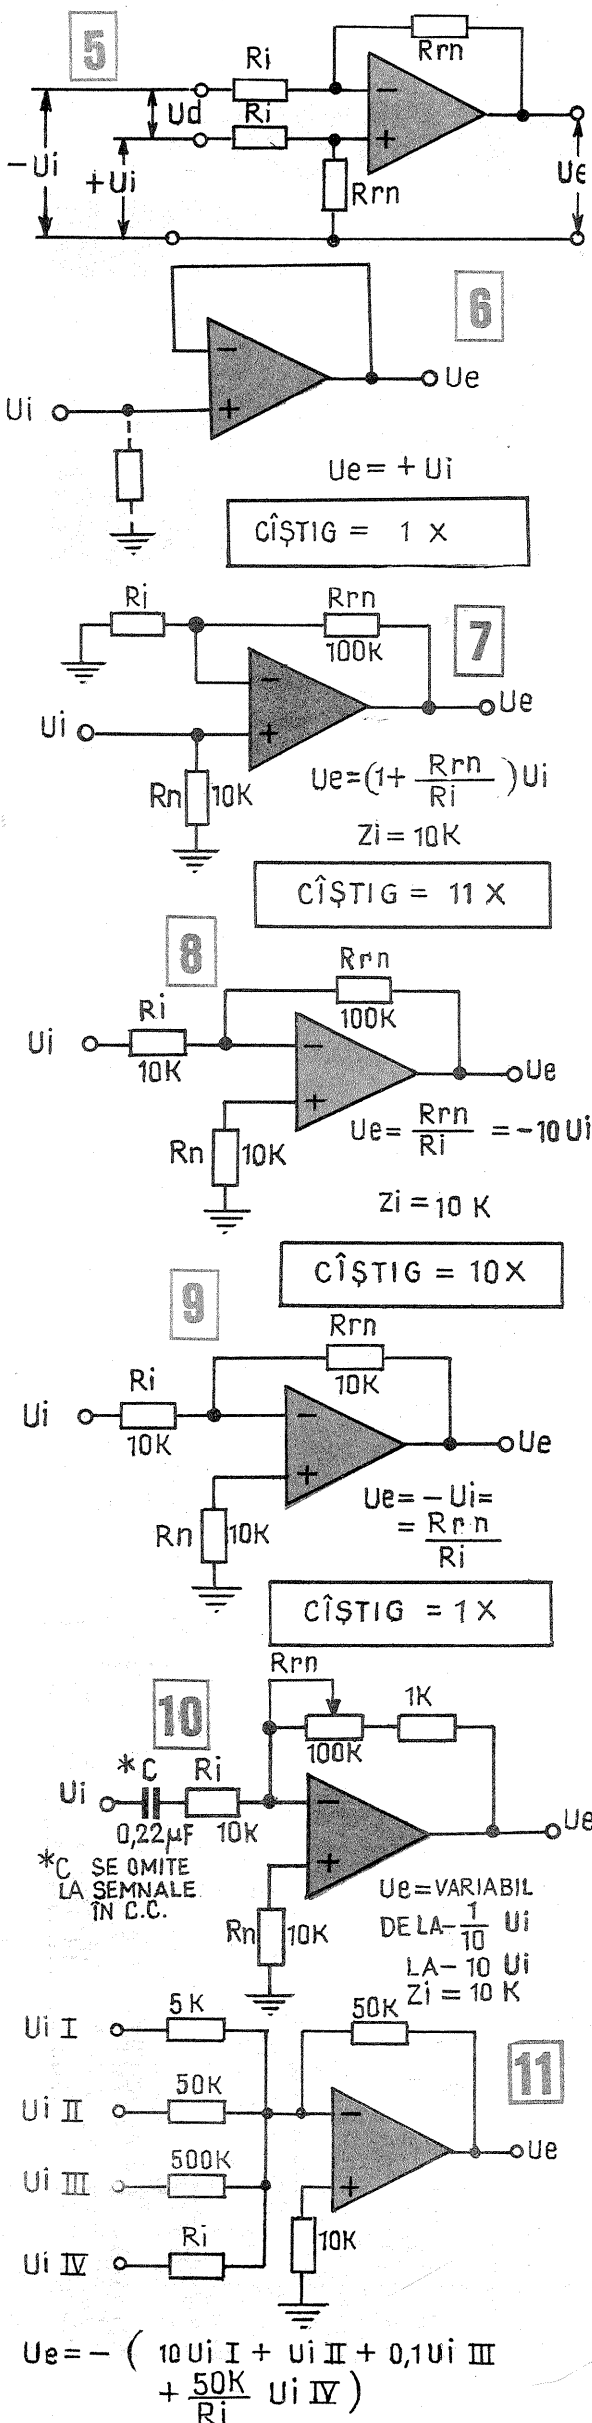 5
Ri
Rrn
Ud
Ri
-Ui
+Ui
Rrn
Ue
−
+
6
−
Ui
+
Ue
Ue = + Ui
CÎȘTIG = 1 X
Ri
Rrn
100K
7
−
Ui
+
Ue
Rn
10K
Ue=(1+ Rrn/Ri )Ui
Zi = 10K
CÎȘTIG = 11 X
8
Rrn
100K
Ri
Ui
10K
−
Ue
+
Rn
10K
Ue= Rrn/Ri = -10 Ui
Zi = 10 K
CÎȘTIG = 10 X
9
Rrn
10K
Ri
Ui
10K
−
Ue
+
Rn
10K
Ue = - Ui =
= Rrn/Ri
CÎȘTIG = 1 X
10
Rrn
1K
100K
*C
Ri
Ui
0,22µF
10K
−
Ue
+
*C SE OMITE
LA SEMNALE
ÎN C.C.
Rn
10K
Ue = VARIABIL
DE LA - 1/10 Ui
LA - 10 Ui
Zi = 10 K
5K
Ui I
50K
11
50K
Ui II
−
Ue
500K
Ui III
+
Ri
Ui IV
10K
Ue = - ( 10 Ui I + Ui II + 0,1 Ui III
+ 50K/Ri Ui IV )